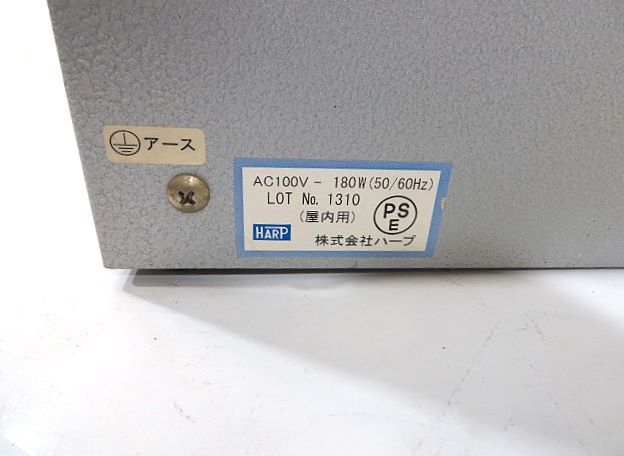 アース
AC100V - 180W(50/60Hz)
LOT No. 1310
(屋内用)
PS
E
HARP
株式会社ハープ